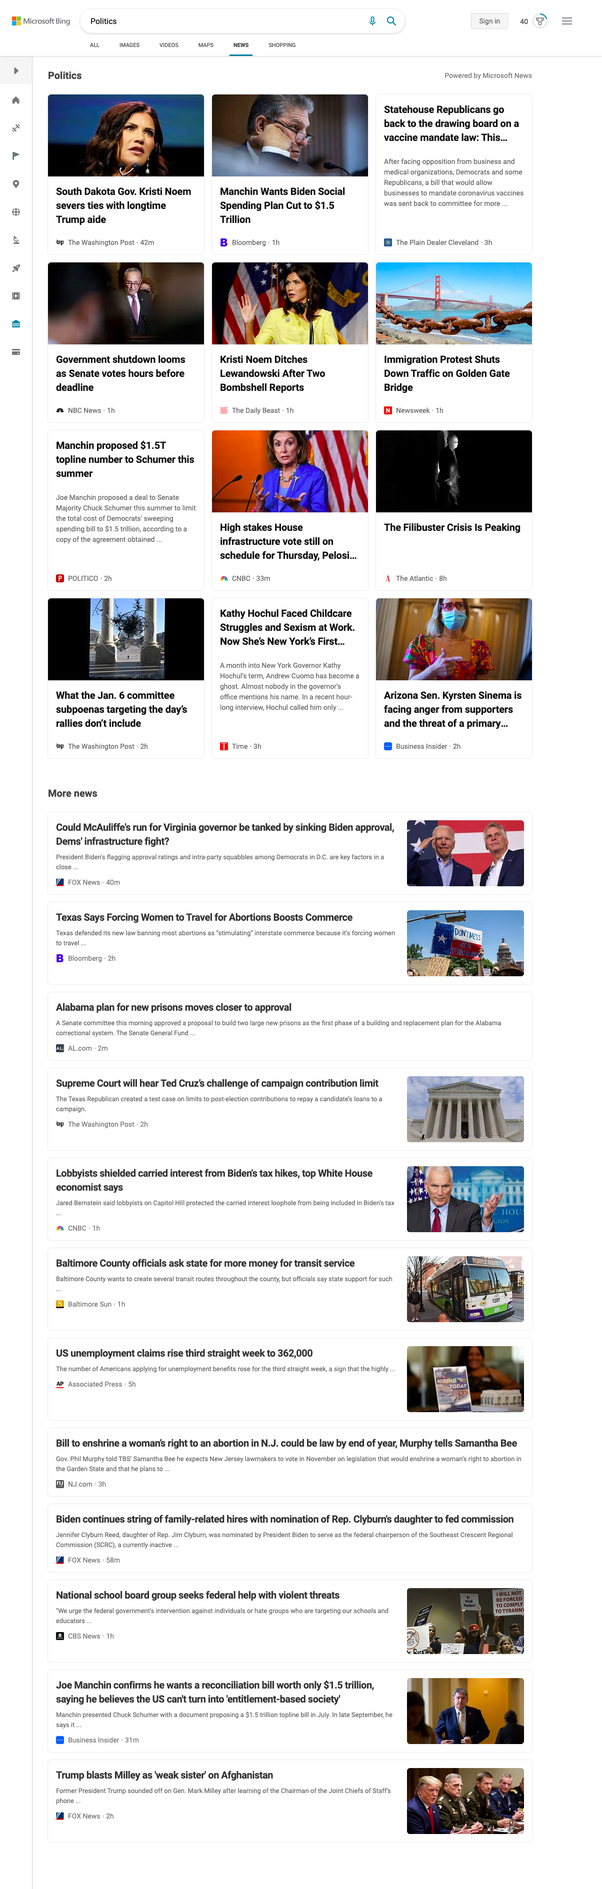 Microsoft Bing
Politics
Sign in
40
ALL
IMAGES
VIDEOS
MAPS
NEWS
SHOPPING
Politics
Powered by Microsoft News
South Dakota Gov. Kristi Noem
severs ties with longtime
Trump aide
The Washington Post · 42m
Manchin Wants Biden Social
Spending Plan Cut to $1.5
Trillion
Bloomberg · 1h
Statehouse Republicans go
back to the drawing board on a
vaccine mandate law: This...
After facing opposition from business and
medical organizations, Democrats and some
Republicans, a bill that would allow
businesses to mandate coronavirus vaccines
was sent back to committee for more ...
The Plain Dealer Cleveland · 3h
Government shutdown looms
as Senate votes hours before
deadline
NBC News · 1h
Kristi Noem Ditches
Lewandowski After Two
Bombshell Reports
The Daily Beast · 1h
Immigration Protest Shuts
Down Traffic on Golden Gate
Bridge
Newsweek · 1h
Manchin proposed $1.5T
topline number to Schumer this
summer
Joe Manchin proposed a deal to Senate
Majority Chuck Schumer this summer to limit
the total cost of Democrats' sweeping
spending bill to $1.5 trillion, according to a
copy of the agreement obtained ...
POLITICO · 2h
High stakes House
infrastructure vote still on
schedule for Thursday, Pelosi...
CNBC · 33m
The Filibuster Crisis Is Peaking
The Atlantic · 8h
What the Jan. 6 committee
subpoenas targeting the day's
rallies don't include
The Washington Post · 2h
Kathy Hochul Faced Childcare
Struggles and Sexism at Work.
Now She's New York's First...
A month into New York Governor Kathy
Hochul's term, Andrew Cuomo has become a
ghost. Almost nobody in the governor's
office mentions his name. In a recent hour-
long interview, Hochul called him only ...
Time · 3h
Arizona Sen. Kyrsten Sinema is
facing anger from supporters
and the threat of a primary...
Business Insider · 2h
More news
Could McAuliffe's run for Virginia governor be tanked by sinking Biden approval,
Dems' infrastructure fight?
President Biden's flagging approval ratings and intra-party squabbles among Democrats in D.C. are key factors in a
close ...
FOX News · 40m
Texas Says Forcing Women to Travel for Abortions Boosts Commerce
Texas defended its new law banning most abortions as "stimulating" interstate commerce because it's forcing women
to travel ...
Bloomberg · 2h
DON'T MESS
Alabama plan for new prisons moves closer to approval
A Senate committee this morning approved a proposal to build two large new prisons as the first phase of a building and replacement plan for the Alabama
correctional system. The Senate General Fund ...
AL.com · 2m
Supreme Court will hear Ted Cruz's challenge of campaign contribution limit
The Texas Republican created a test case on limits to post-election contributions to repay a candidate's loans to a
campaign.
The Washington Post · 2h
Lobbyists shielded carried interest from Biden's tax hikes, top White House
economist says
Jared Bernstein said lobbyists on Capitol Hill protected the carried interest loophole from being included in Biden's tax
...
CNBC · 1h
Baltimore County officials ask state for more money for transit service
Baltimore County wants to create several transit routes throughout the county, but officials say state support for such
...
Baltimore Sun · 1h
US unemployment claims rise third straight week to 362,000
The number of Americans applying for unemployment benefits rose for the third straight week, a sign that the highly ...
AP Associated Press · 5h
TODAY
Bill to enshrine a woman's right to an abortion in N.J. could be law by end of year, Murphy tells Samantha Bee
Gov. Phil Murphy told TBS' Samantha Bee he expects New Jersey lawmakers to vote in November on legislation that would enshrine a woman's right to abortion in
the Garden State and that he plans to ...
NJ.com · 3h
Biden continues string of family-related hires with nomination of Rep. Clyburn's daughter to fed commission
Jennifer Clyburn Reed, daughter of Rep. Jim Clyburn, was nominated by President Biden to serve as the federal chairperson of the Southeast Crescent Regional
Commission (SCRC), a currently inactive ...
FOX News · 58m
National school board group seeks federal help with violent threats
"We urge the federal government's intervention against individuals or hate groups who are targeting our schools and
educators ...
CBS News · 1h
I WILL NOT
BE FORCED
TO COMPLY
TO TYRANNY
Joe Manchin confirms he wants a reconciliation bill worth only $1.5 trillion,
saying he believes the US can't turn into 'entitlement-based society'
Manchin presented Chuck Schumer with a document proposing a $1.5 trillion topline bill in July. In late September, he
says it ...
Business Insider · 31m
Trump blasts Milley as 'weak sister' on Afghanistan
Former President Trump sounded off on Gen. Mark Milley after learning of the Chairman of the Joint Chiefs of Staff's
phone ...
FOX News · 2h